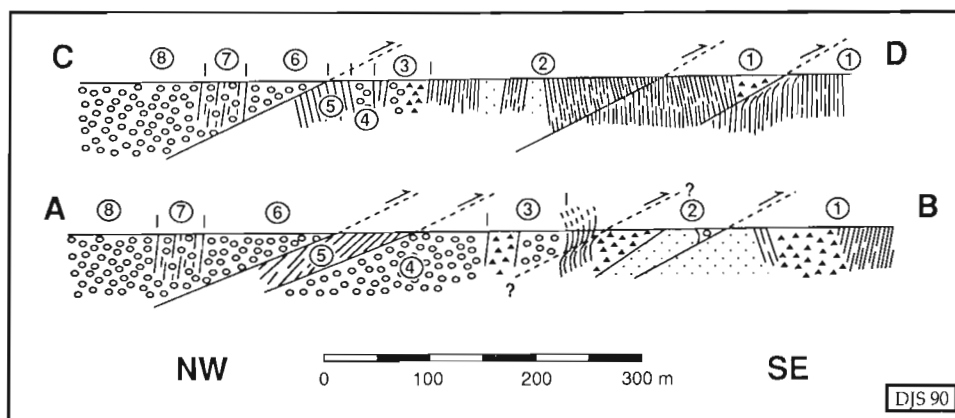 C ⑧ ⑦ ⑥ ③ ② ① ① D
⑤ ④
A ⑧ ⑦ ⑥ ③ ? ② ① B
⑤ ④
?
NW SE
0 100 200 300 m
DJS 90